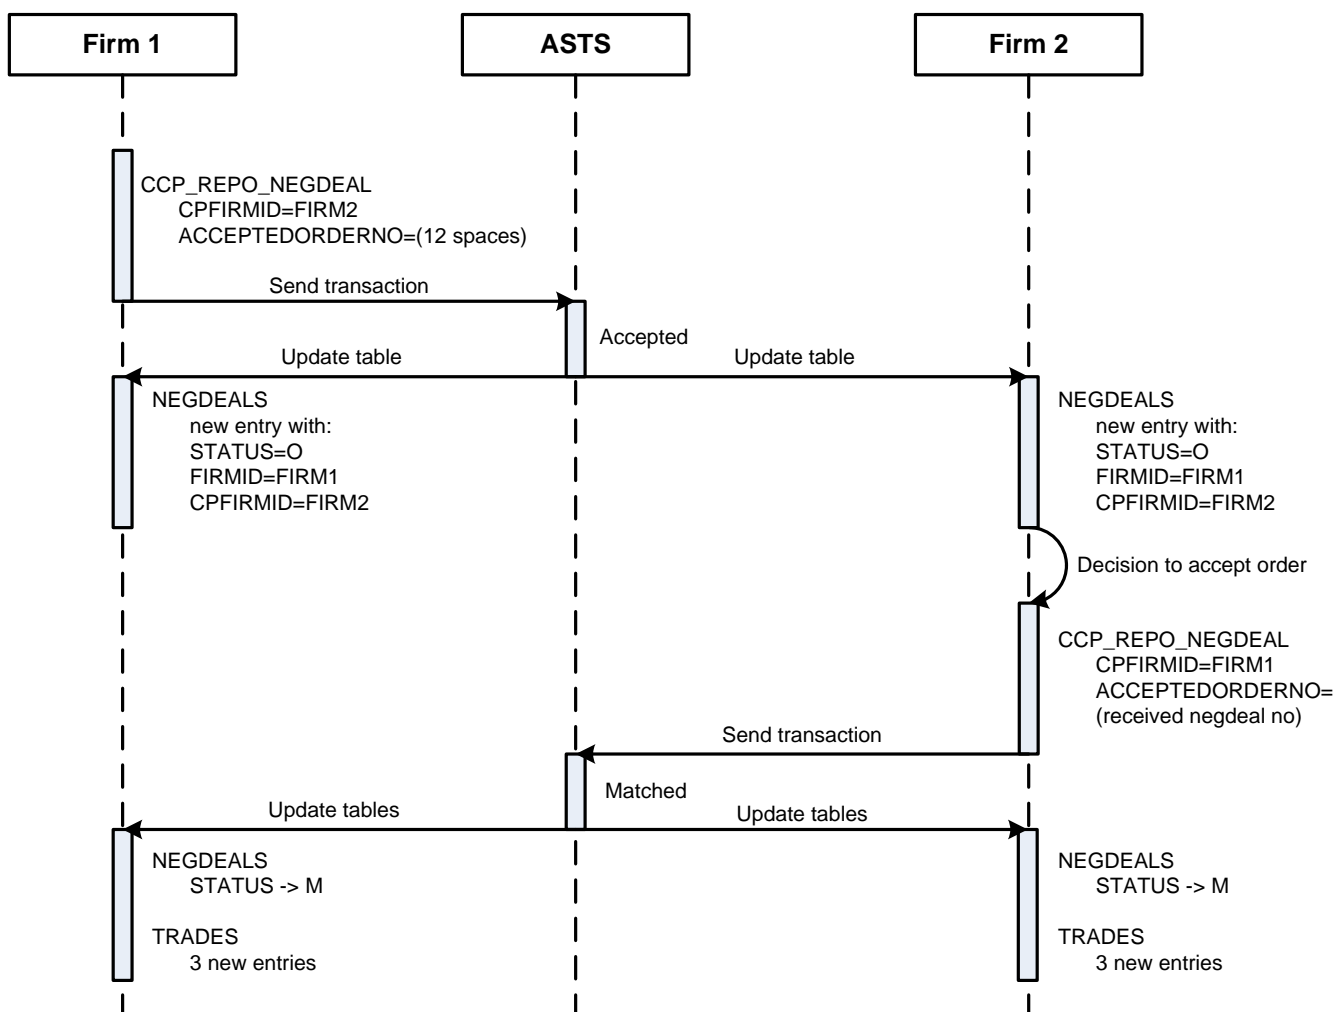 Firm 1
ASTS
Firm 2
CCP_REPO_NEGDEAL
CPFIRMID=FIRM2
ACCEPTEDORDERNO=(12 spaces)
Send transaction
Accepted
Update table
Update table
NEGDEALS
new entry with:
STATUS=O
FIRMID=FIRM1
CPFIRMID=FIRM2
NEGDEALS
new entry with:
STATUS=O
FIRMID=FIRM1
CPFIRMID=FIRM2
Decision to accept order
CCP_REPO_NEGDEAL
CPFIRMID=FIRM1
ACCEPTEDORDERNO=
(received negdeal no)
Send transaction
Matched
Update tables
Update tables
NEGDEALS
STATUS -> M
TRADES
3 new entries
NEGDEALS
STATUS -> M
TRADES
3 new entries